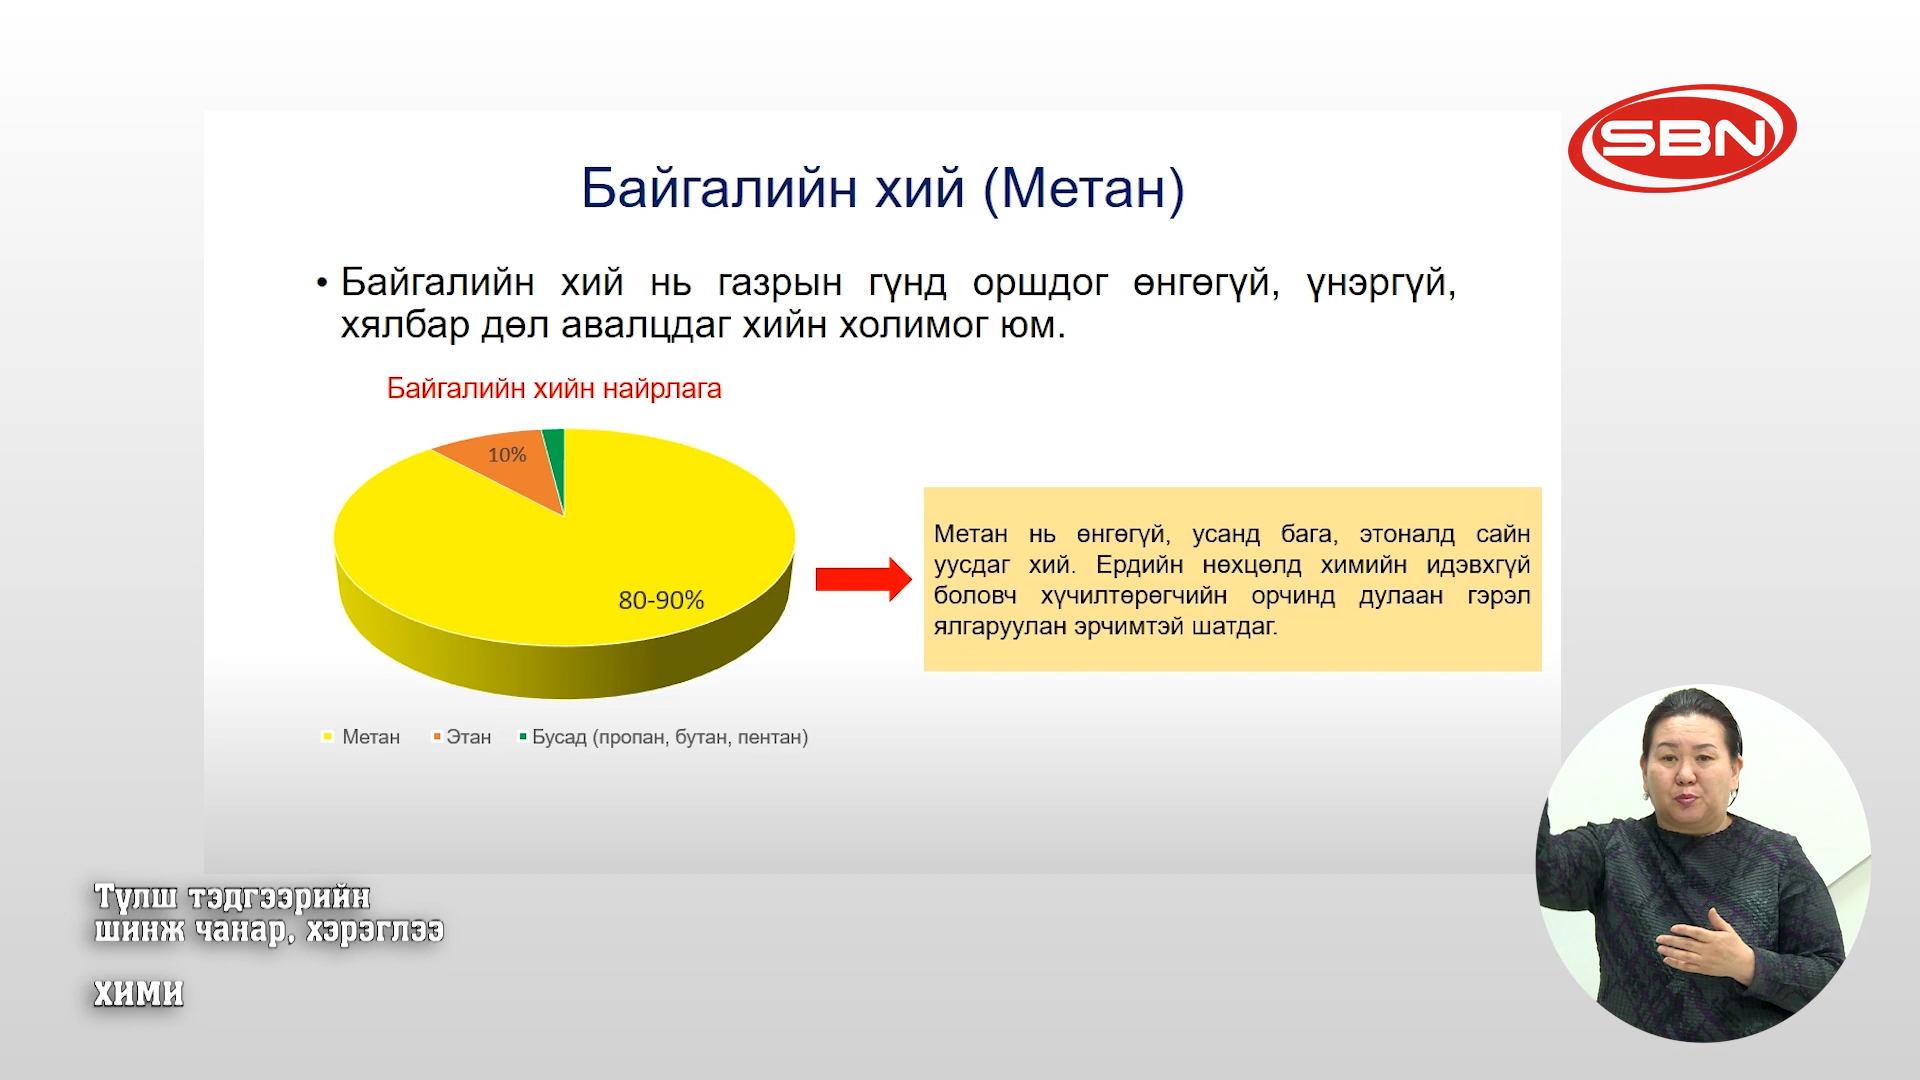 SBN
Байгалийн хий (Метан)
• Байгалийн хий нь газрын гүнд оршдог өнгөгүй, үнэргүй,
хялбар дөл авалцдаг хийн холимог юм.
Байгалийн хийн найрлага
10%
80-90%
Метан нь өнгөгүй, усанд бага, этоналд сайн
уусдаг хий. Ердийн нөхцөлд химийн идэвхгүй
боловч хүчилтөрөгчийн орчинд дулаан гэрэл
ялгаруулан эрчимтэй шатдаг.
Метан Этан Бусад (пропан, бутан, пентан)
Түлш тэдгээрийн
шинж чанар, хэрэглээ
ХИМИ